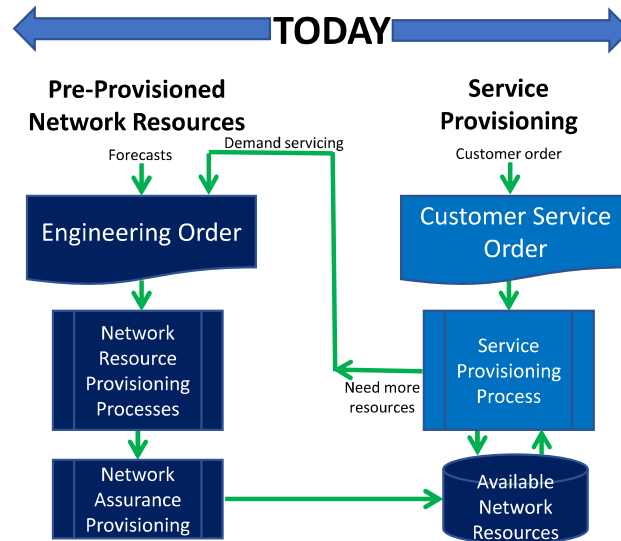 TODAY
Pre-Provisioned
Network Resources
Service
Provisioning
Forecasts
Demand servicing
Customer order
Engineering Order
Customer Service
Order
Network
Resource
Provisioning
Processes
Service
Provisioning
Process
Need more
resources
Network
Assurance
Provisioning
Available
Network
Resources